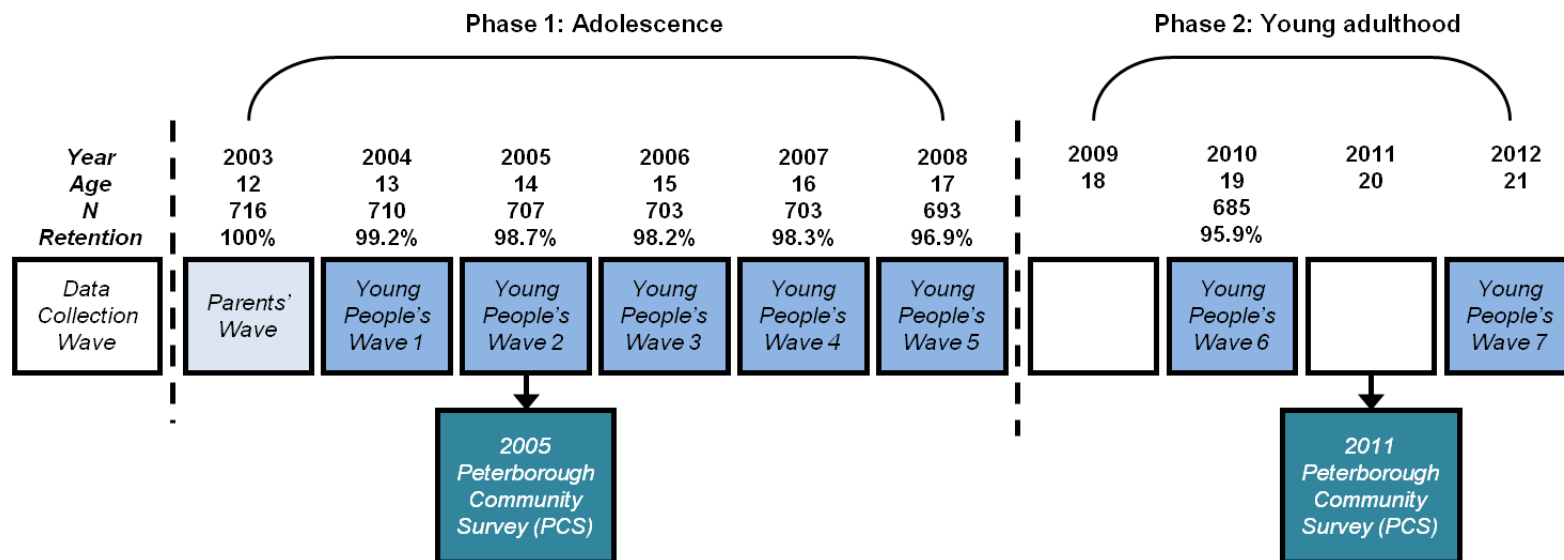 Phase 1: Adolescence Phase 2: Young adulthood
Year 2003 2004 2005 2006 2007 2008 2009 2010 2011 2012
Age 12 13 14 15 16 17 18 19 20 21
N 716 710 707 703 703 693 685
Retention 100% 99.2% 98.7% 98.2% 98.3% 96.9% 95.9%
Data
Collection
Wave
Parents'
Wave
Young
People's
Wave 1
Young
People's
Wave 2
Young
People's
Wave 3
Young
People's
Wave 4
Young
People's
Wave 5
Young
People's
Wave 6
Young
People's
Wave 7
2005
Peterborough
Community
Survey (PCS)
2011
Peterborough
Community
Survey (PCS)